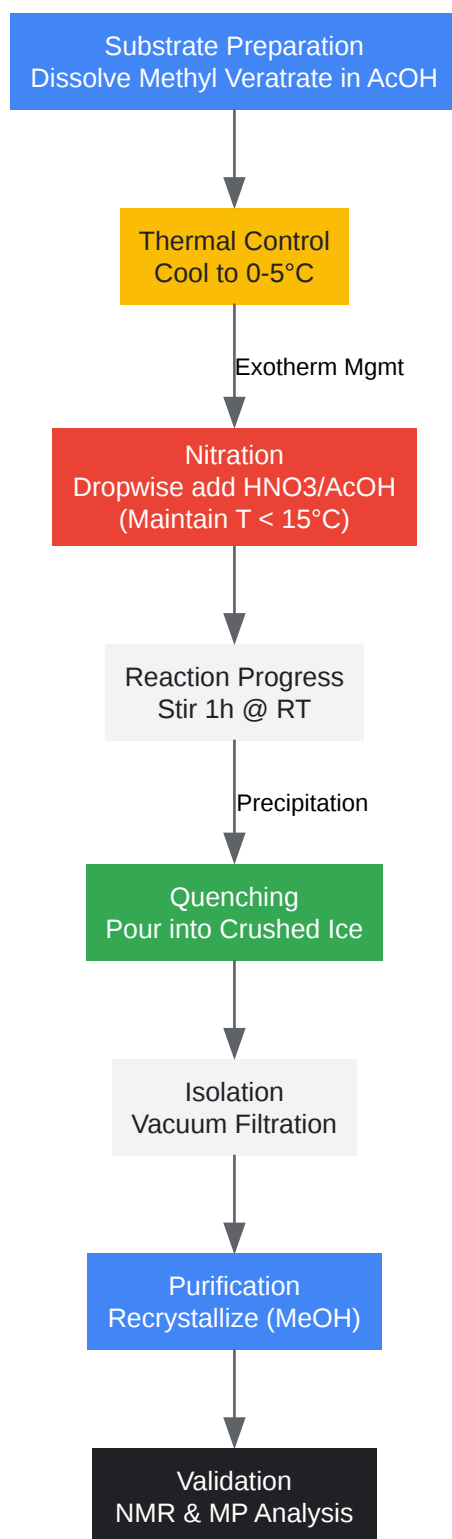 Substrate Preparation
Dissolve Methyl Veratrate in AcOH
Thermal Control
Cool to 0-5°C
Exotherm Mgmt
Nitration
Dropwise add HNO3/AcOH
(Maintain T < 15°C)
Reaction Progress
Stir 1h @ RT
Precipitation
Quenching
Pour into Crushed Ice
Isolation
Vacuum Filtration
Purification
Recrystallize (MeOH)
Validation
NMR & MP Analysis